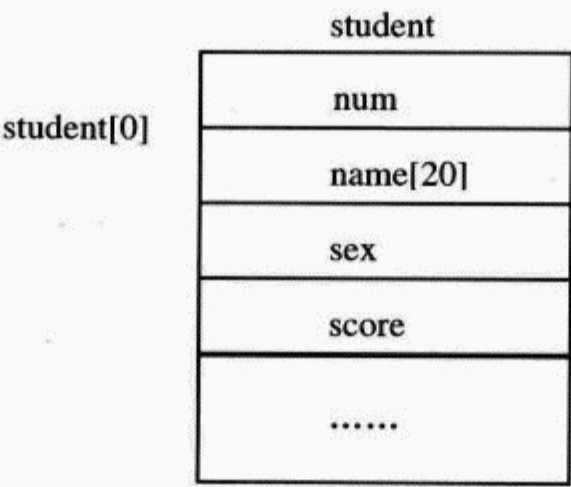 student
num
student[0]
name[20]
sex
score
……